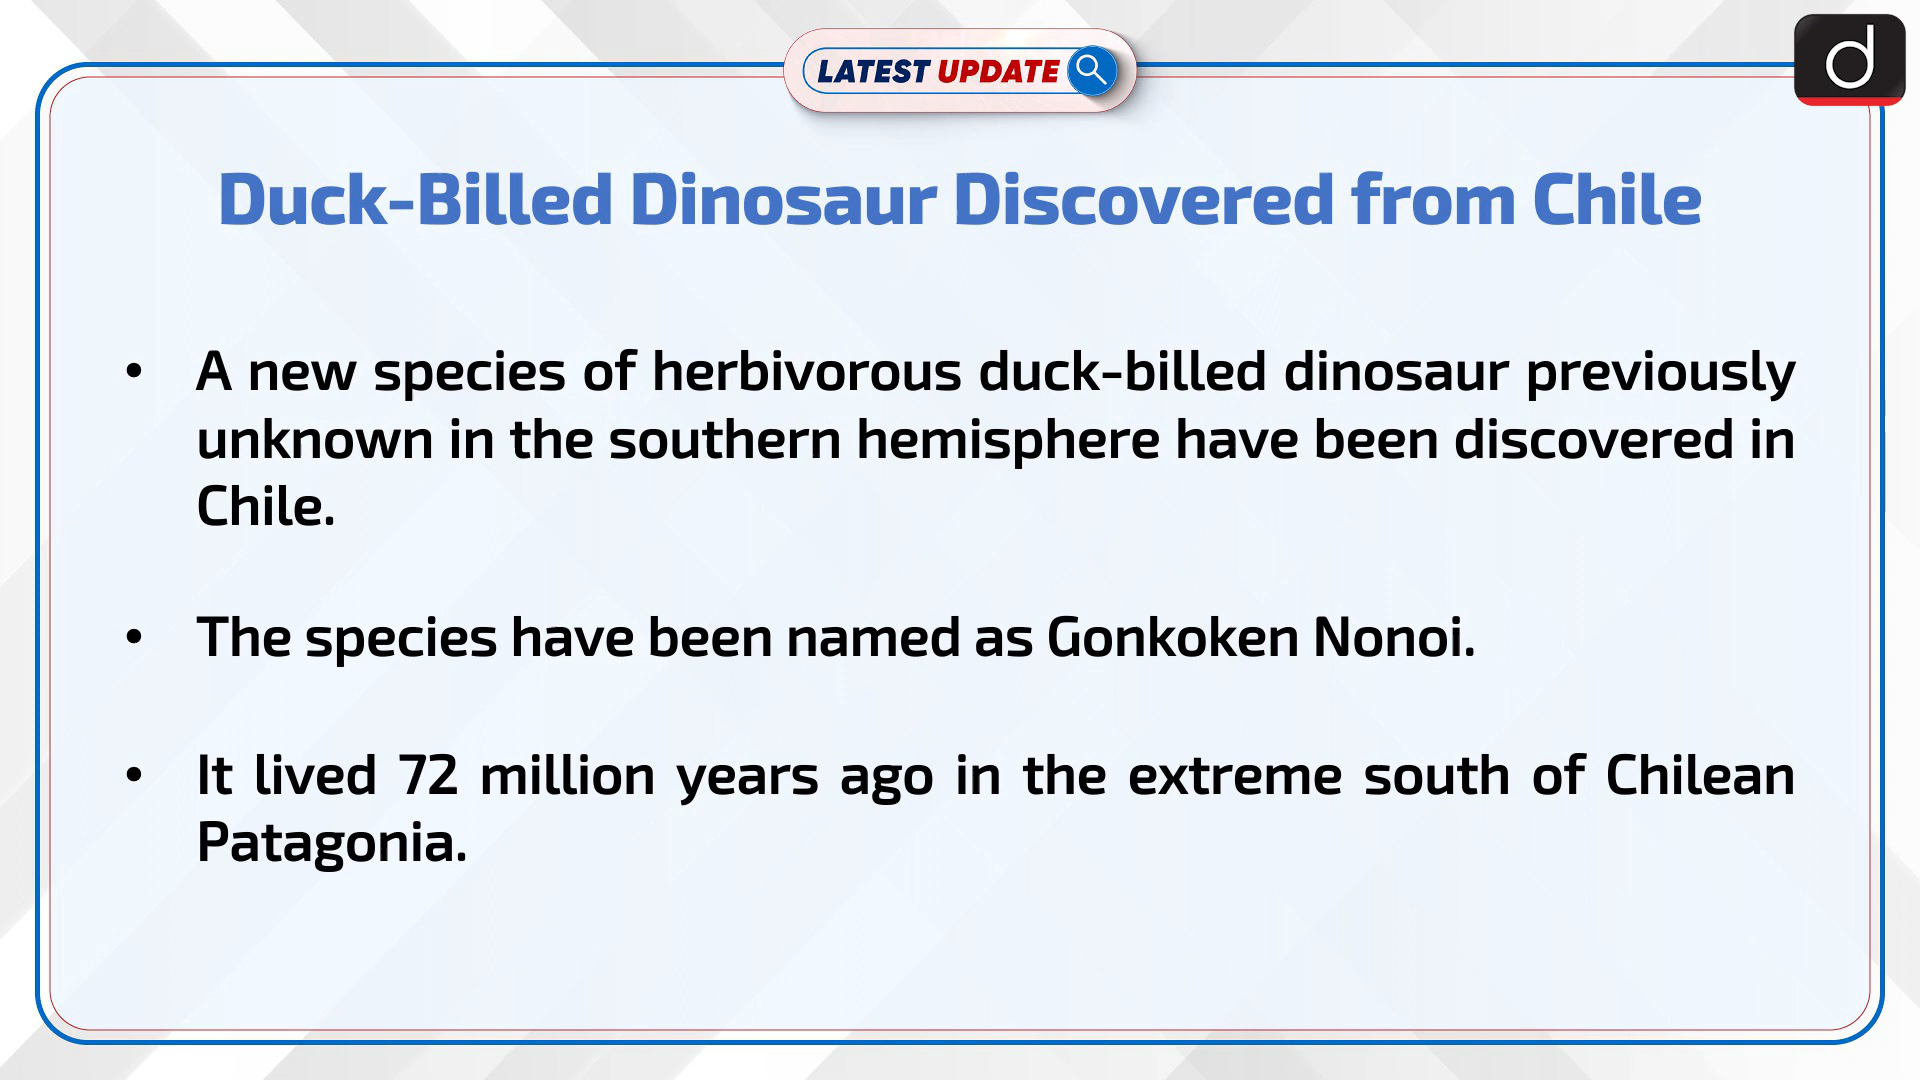 LATEST UPDATE
d
Duck-Billed Dinosaur Discovered from Chile
• A new species of herbivorous duck-billed dinosaur previously
unknown in the southern hemisphere have been discovered in
Chile.
• The species have been named as Gonkoken Nonoi.
• It lived 72 million years ago in the extreme south of Chilean
Patagonia.